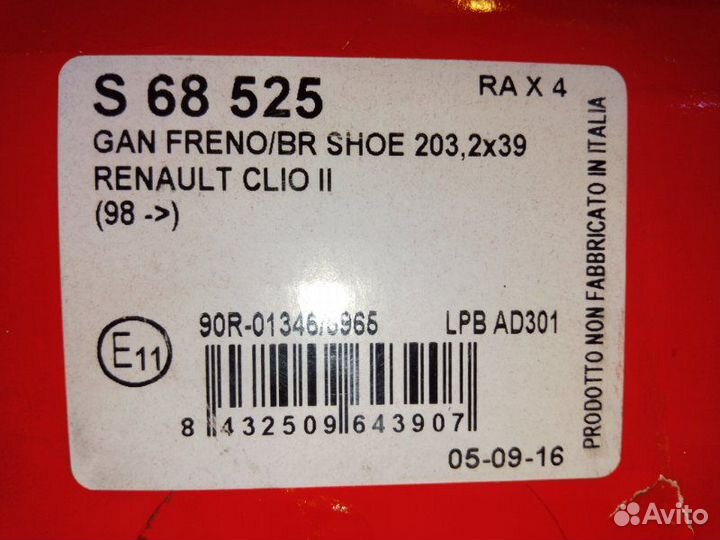 S 68 525
RA X 4
GAN FRENO/BR SHOE 203,2x39
RENAULT CLIO II
(98 ->)
PRODOTTO NON FABBRICATO IN ITALIA
E11
90R-01346/3965
LPB AD301
8 432509 643907
05-09-16
Avito